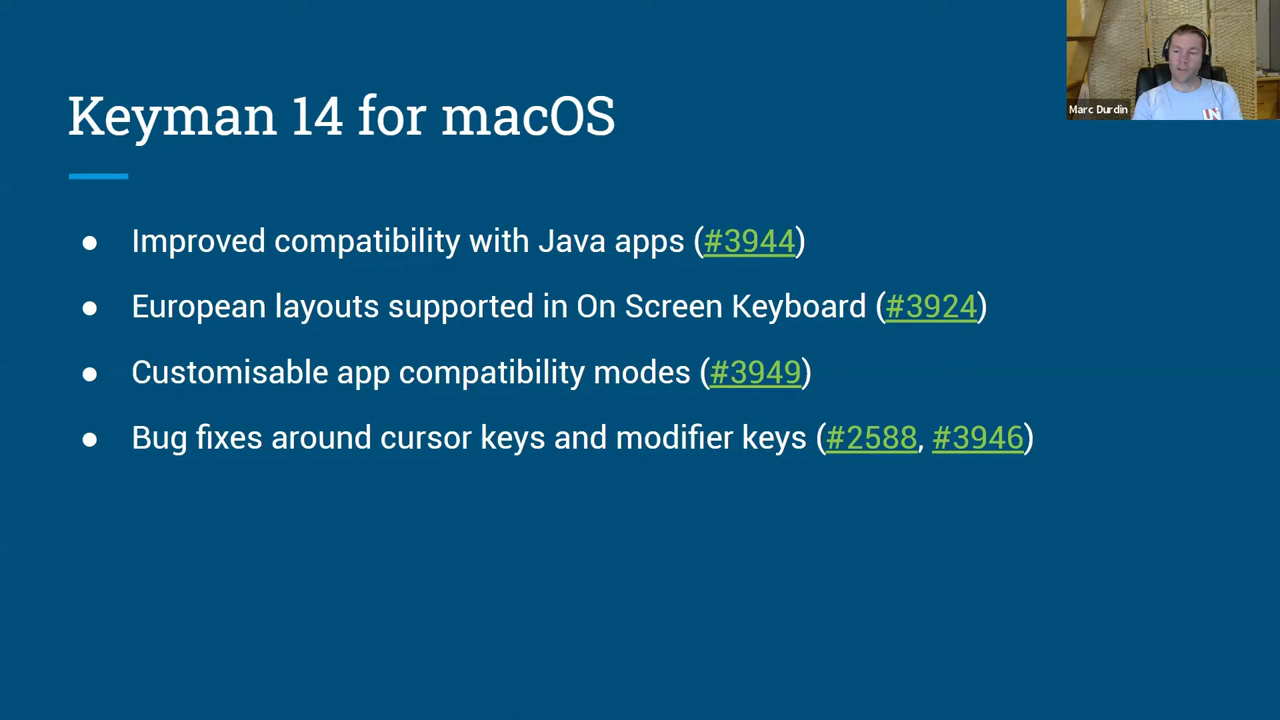 Keyman 14 for macOS
Marc Durdin
● Improved compatibility with Java apps (#3944)
● European layouts supported in On Screen Keyboard (#3924)
● Customisable app compatibility modes (#3949)
● Bug fixes around cursor keys and modifier keys (#2588, #3946)